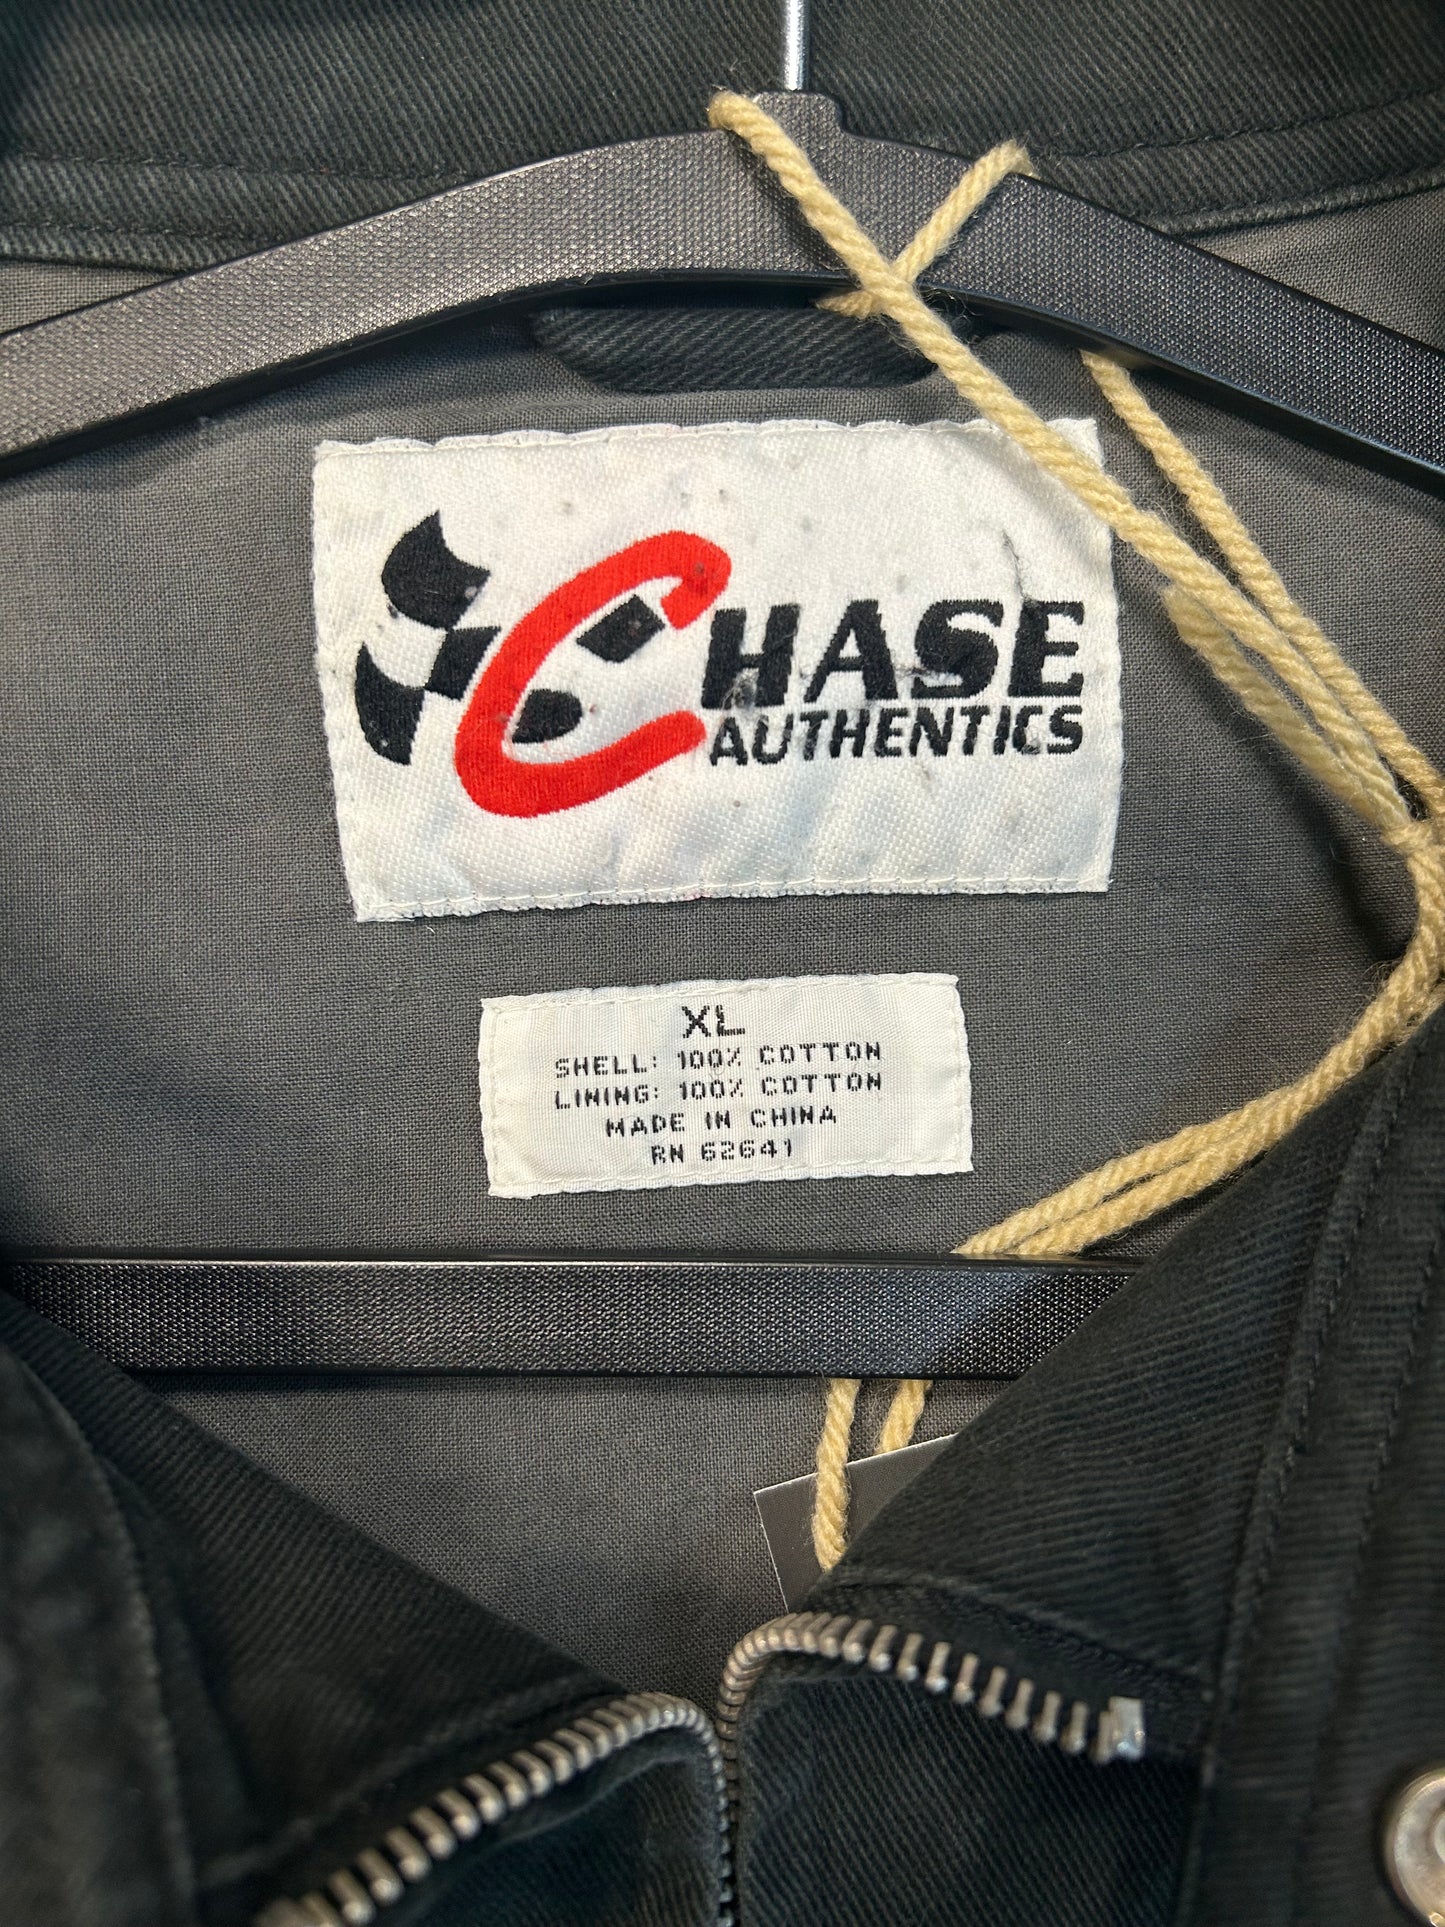 CHASE
AUTHENTICS
XL
SHELL: 100% COTTON
LINING: 100% COTTON
MADE IN CHINA
RN 62641